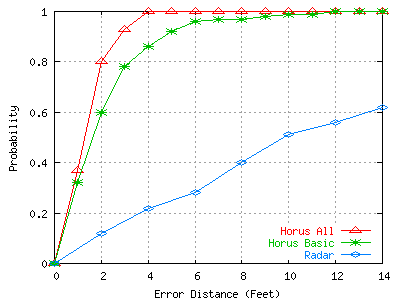 1
0.8
0.6
0.4
0.2
0
Probability
0 2 4 6 8 10 12 14
Error Distance (Feet)
Horus All
Horus Basic
Radar